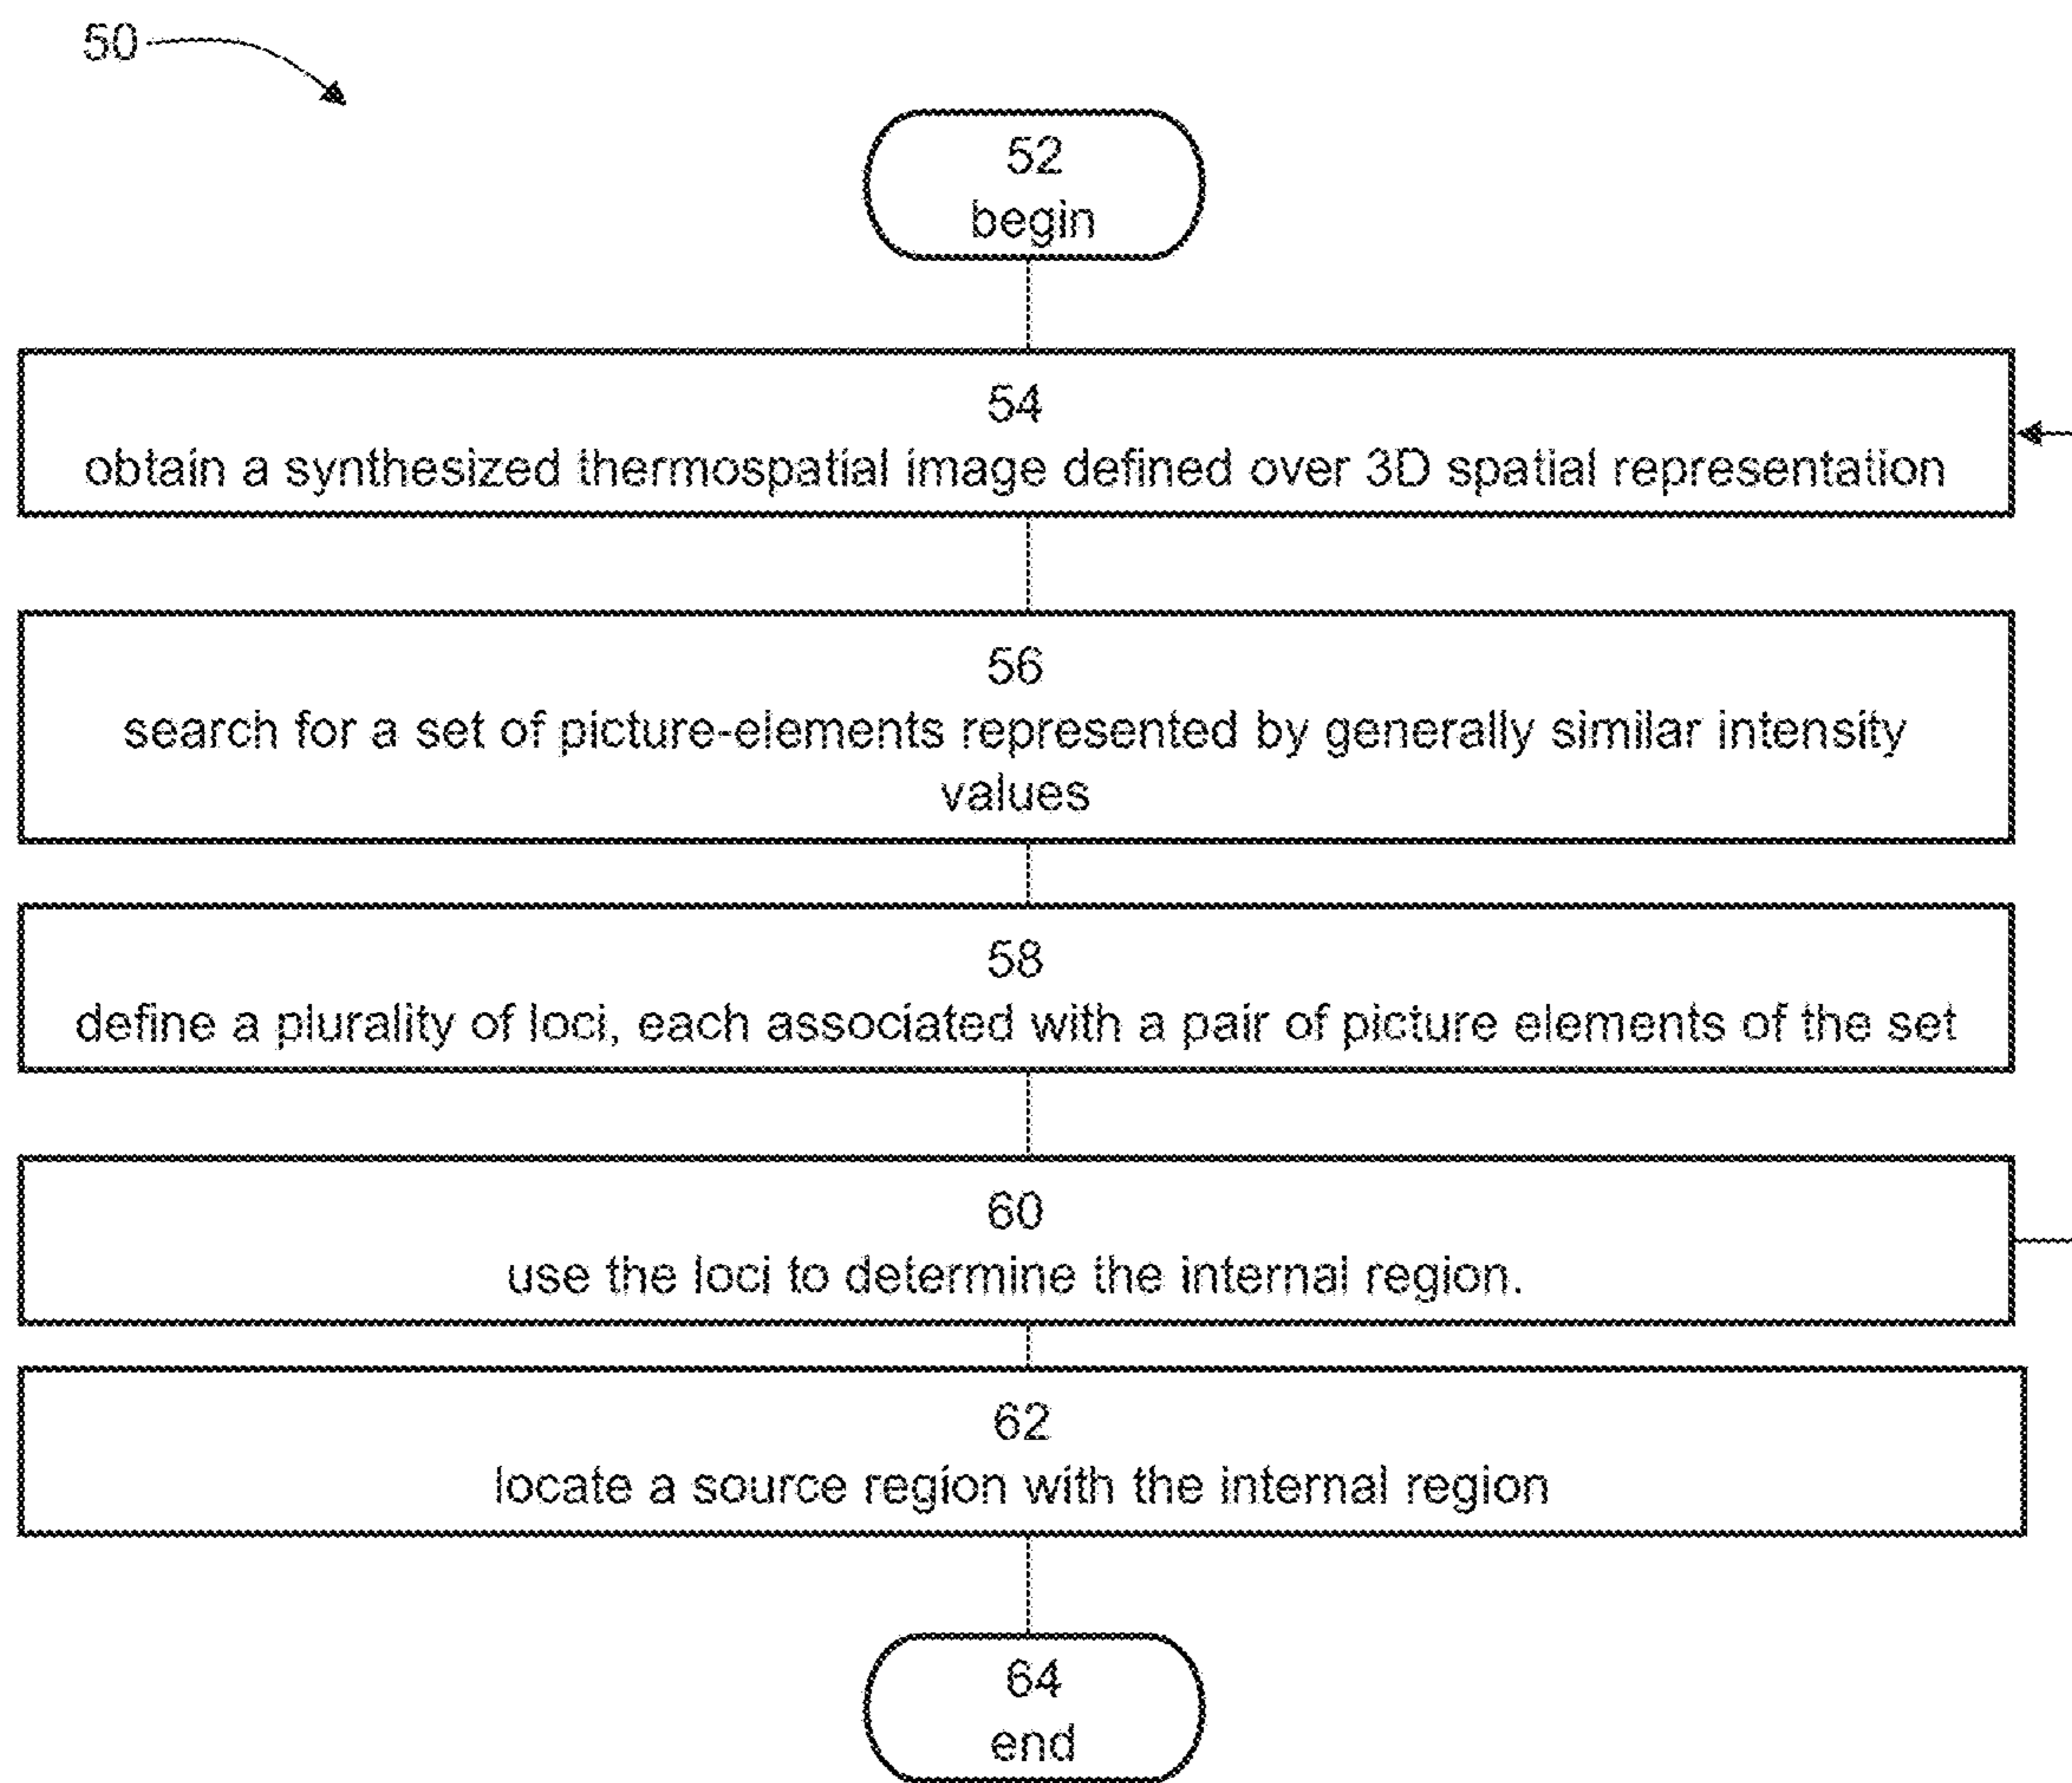 50
52
begin
54
obtain a synthesized thermospatial image defined over 3D spatial representation
56
search for a set of picture-elements represented by generally similar intensity
values
58
define a plurality of loci, each associated with a pair of picture elements of the set
60
use the loci to determine the internal region.
62
locate a source region with the internal region
64
end